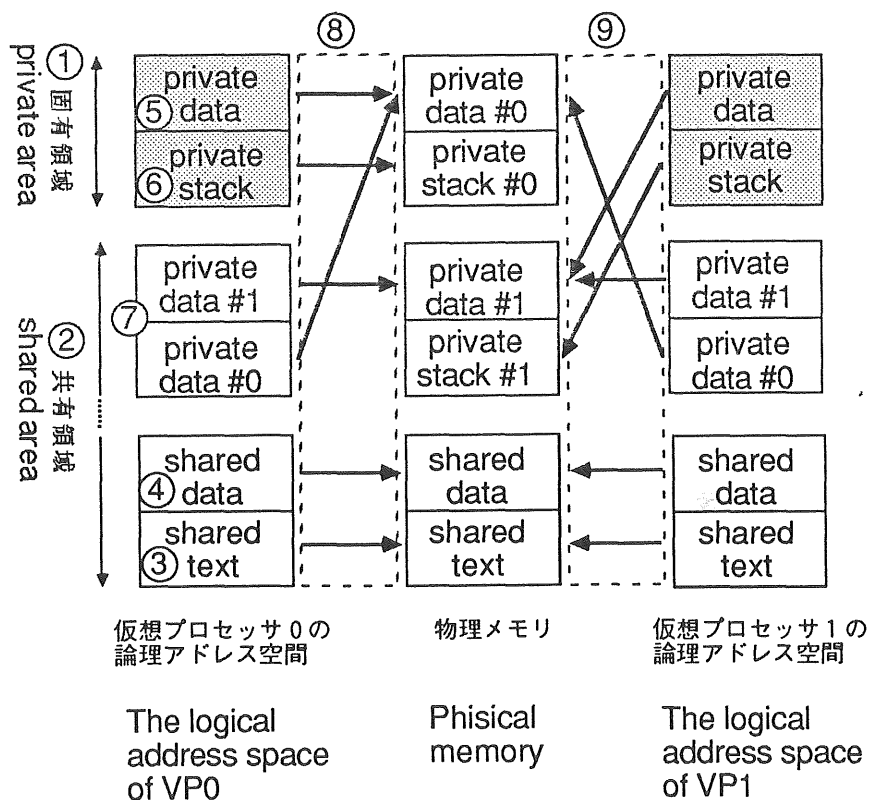 ⑧
⑨
① 固有領域
private area
private
⑤ data
private
⑥ stack
private
data #0
private
stack #0
private
data
private
stack
② 共有領域
shared area
private
data #1
⑦
private
data #0
private
data #1
private
stack #1
private
data #1
private
data #0
shared
④ data
shared
③ text
shared
data
shared
text
shared
data
shared
text
仮想プロセッサ0の
論理アドレス空間
物理メモリ
仮想プロセッサ1の
論理アドレス空間
The logical
address space
of VP0
Phisical
memory
The logical
address space
of VP1